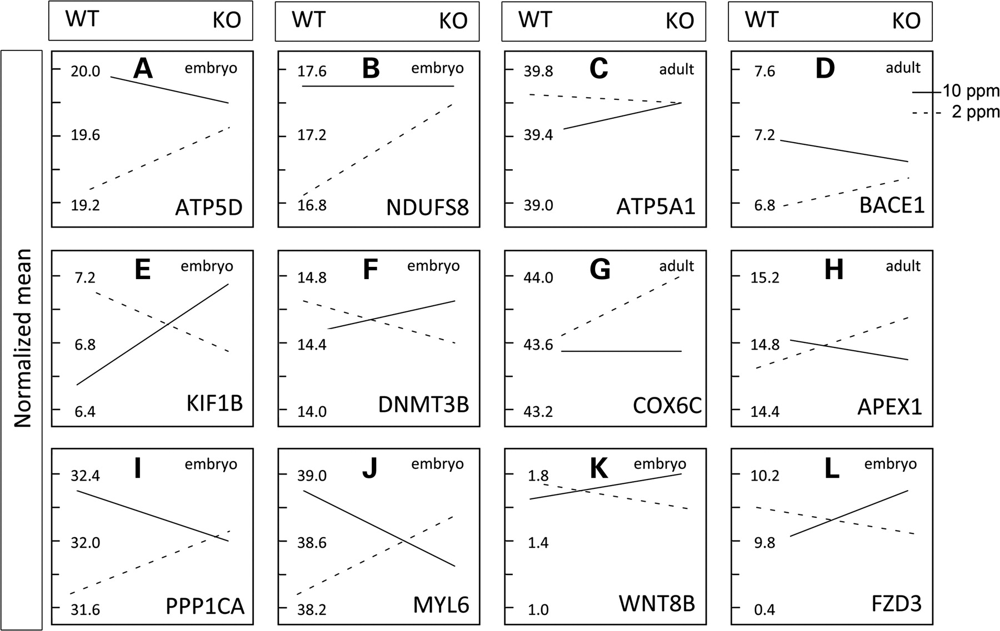 WT KO WT KO WT KO WT KO
Normalized mean
A embryo
20.0
19.6
19.2
ATP5D
B embryo
17.6
17.2
16.8
NDUFS8
C adult
39.8
39.4
39.0
ATP5A1
D adult
7.6
7.2
6.8
BACE1
10 ppm
2 ppm
E embryo
7.2
6.8
6.4
KIF1B
F embryo
14.8
14.4
14.0
DNMT3B
G adult
44.0
43.6
43.2
COX6C
H adult
15.2
14.8
14.4
APEX1
I embryo
32.4
32.0
31.6
PPP1CA
J embryo
39.0
38.6
38.2
MYL6
K embryo
1.8
1.4
1.0
WNT8B
L embryo
10.2
9.8
0.4
FZD3